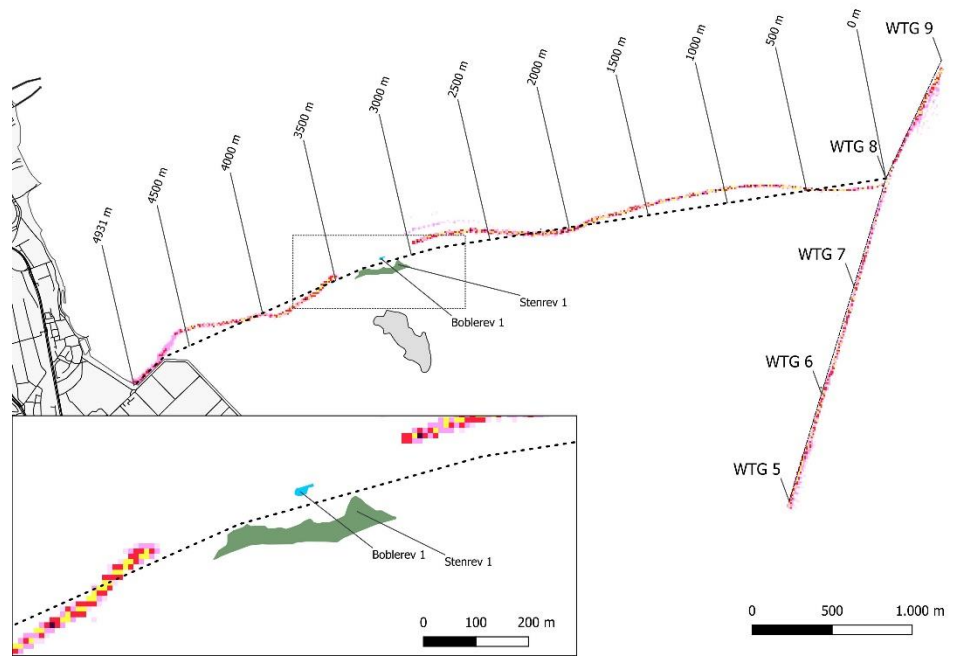 WTG 9
0 m
500 m
1000 m
1500 m
2000 m
2500 m
3000 m
3500 m
4000 m
4500 m
4931 m
WTG 8
WTG 7
WTG 6
WTG 5
Stenrev 1
Boblerev 1
Boblerev 1
Stenrev 1
0 100 200 m
0 500 1.000 m